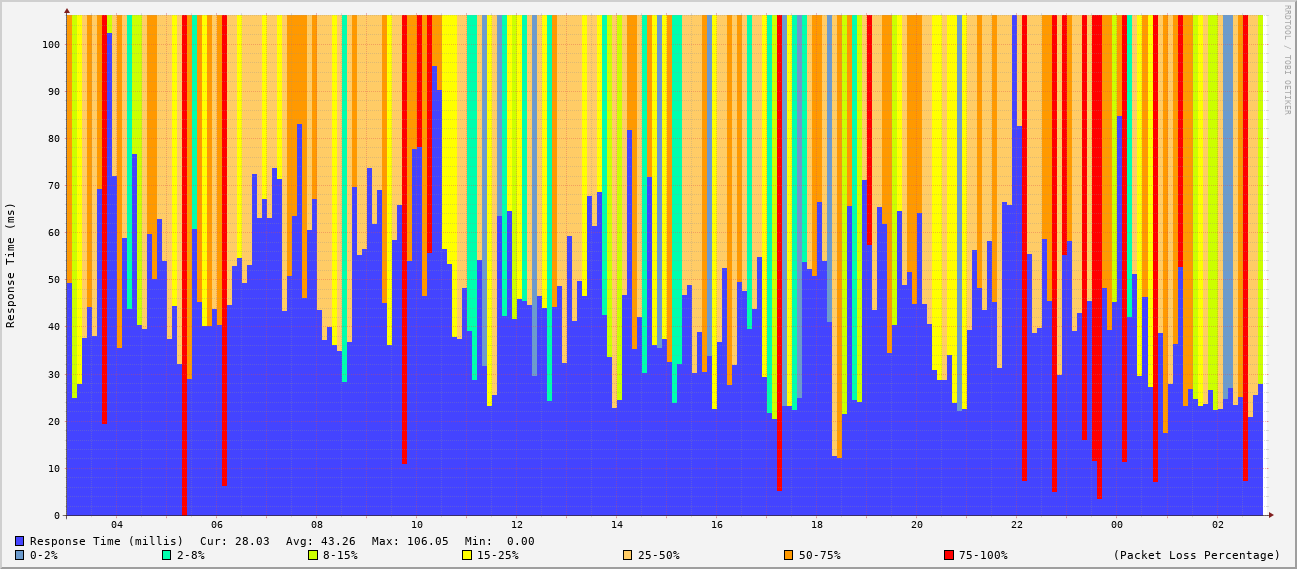 RRDTOOL / TOBI OETIKER
Response Time (ms)
100
90
80
70
60
50
40
30
20
10
0
04 06 08 10 12 14 16 18 20 22 00 02
Response Time (millis) Cur: 28.03 Avg: 43.26 Max: 106.05 Min: 0.00
0-2% 2-8% 8-15% 15-25% 25-50% 50-75% 75-100% (Packet Loss Percentage)